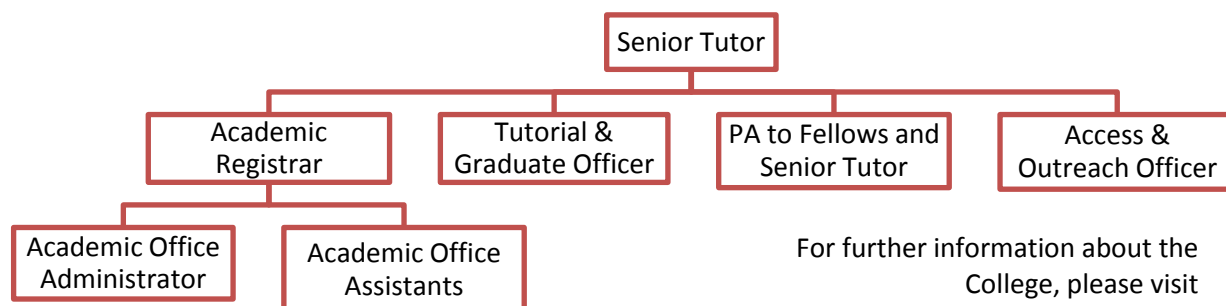 Senior Tutor
Academic
Registrar
Tutorial &
Graduate Officer
PA to Fellows and
Senior Tutor
Access &
Outreach Officer
Academic Office
Administrator
Academic Office
Assistants
For further information about the
College, please visit